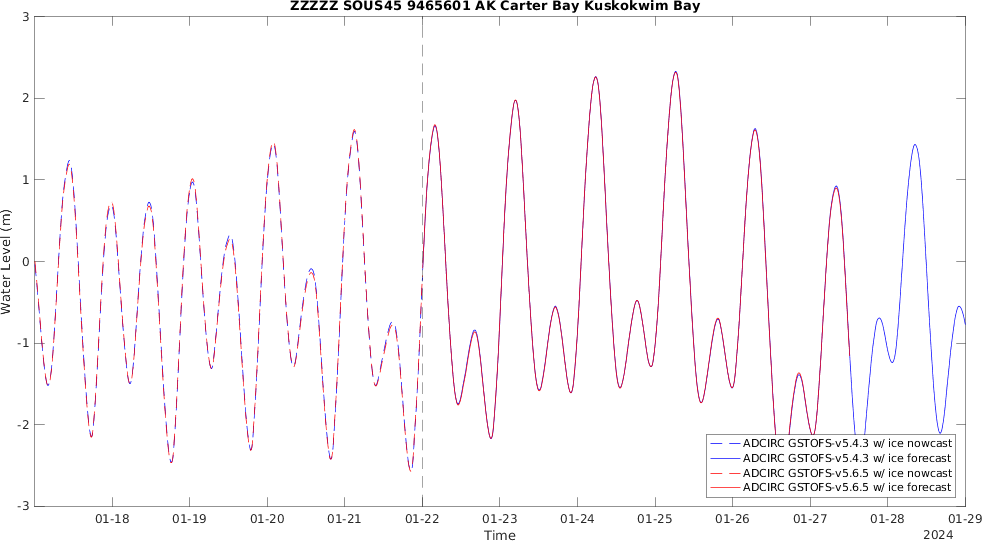 ZZZZZ SOUS45 9465601 AK Carter Bay Kuskokwim Bay
3
2
1
0
-1
-2
-3
Water Level (m)
01-18 01-19 01-20 01-21 01-22 01-23 01-24 01-25 01-26 01-27 01-28 01-29
Time
2024
ADCIRC GSTOFS-v5.4.3 w/ ice nowcast
ADCIRC GSTOFS-v5.4.3 w/ ice forecast
ADCIRC GSTOFS-v5.6.5 w/ ice nowcast
ADCIRC GSTOFS-v5.6.5 w/ ice forecast